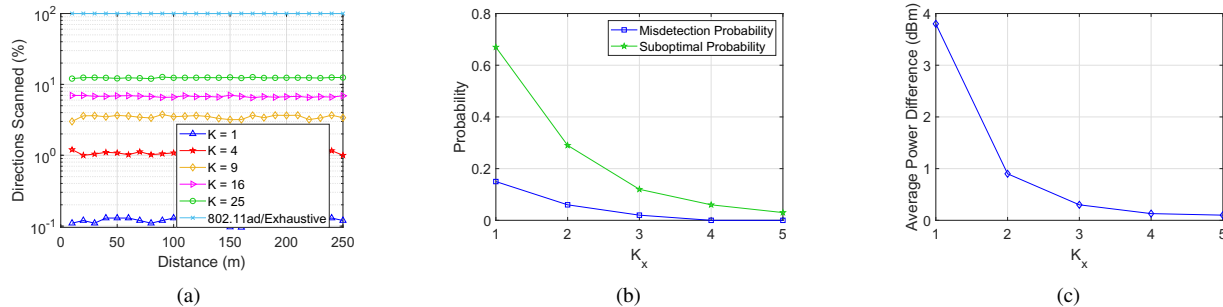 10^2
10^1
10^0
10^-1
Directions Scanned (%)
0 50 100 150 200 250
Distance (m)
K = 1
K = 4
K = 9
K = 16
K = 25
802.11ad/Exhaustive
(a)
0.8
0.6
0.4
0.2
0
Probability
1 2 3 4 5
K_x
Misdetection Probability
Suboptimal Probability
(b)
4
3
2
1
0
Average Power Difference (dBm)
1 2 3 4 5
K_x
(c)